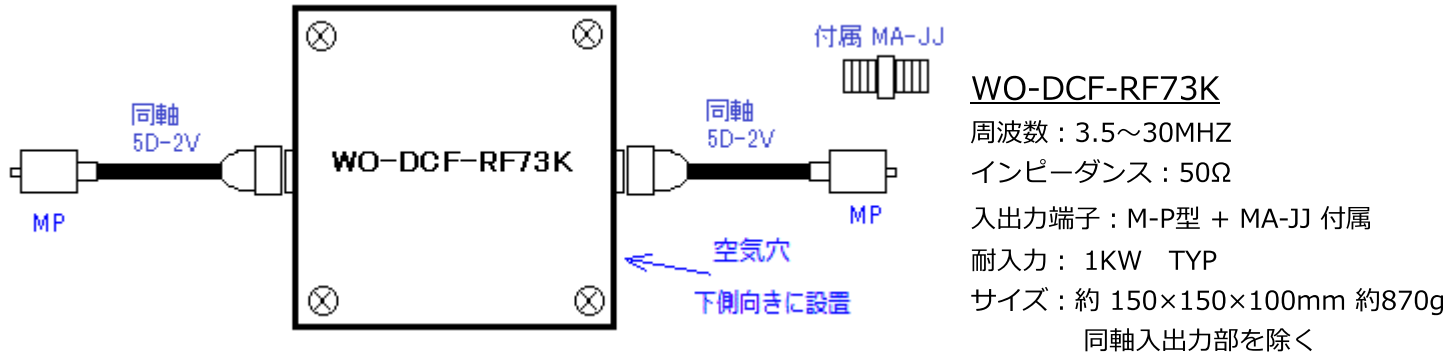 同軸
5D-2V
MP
WO-DCF-RF73K
同軸
5D-2V
MP
付属 MA-JJ
空気穴
下側向きに設置
WO-DCF-RF73K
周波数：3.5～30MHZ
インピーダンス：50Ω
入出力端子：M-P型 + MA-JJ 付属
耐入力： 1KW　TYP
サイズ：約 150×150×100mm 約870g
同軸入出力部を除く